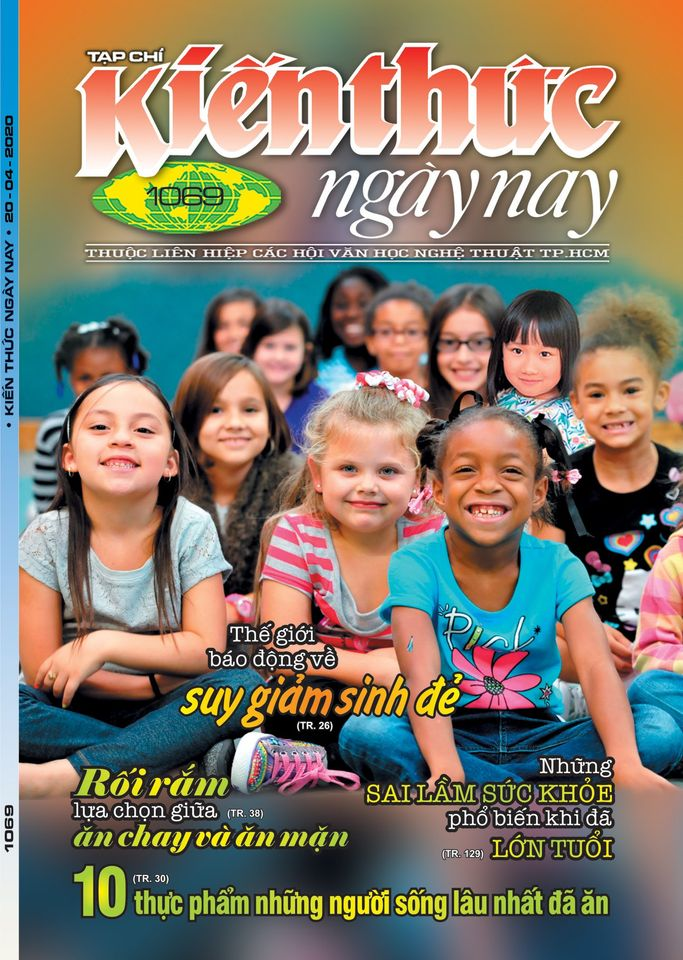 TẠP CHÍ
Kiến thức
1069
ngày nay
THUỘC LIÊN HIỆP CÁC HỘI VĂN HỌC NGHỆ THUẬT TP.HCM
• KIẾN THỨC NGÀY NAY • 20 - 04 - 2020
1069
Pink
Thế giới
báo động về
suy giảm sinh đẻ
(TR. 26)
Rối rắm
lựa chọn giữa (TR. 38)
ăn chay và ăn mặn
Những
SAI LẦM SỨC KHỎE
phổ biến khi đã
(TR. 129) LỚN TUỔI
(TR. 30)
10 thực phẩm những người sống lâu nhất đã ăn